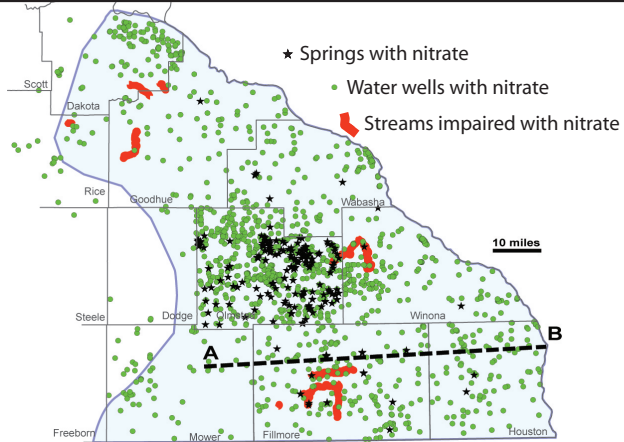 Springs with nitrate
Water wells with nitrate
Streams impaired with nitrate
Scott
Dakota
Rice
Goodhue
Wabasha
10 miles
Steele
Dodge
Olmsted
Winona
A
B
Freeborn
Mower
Fillmore
Houston